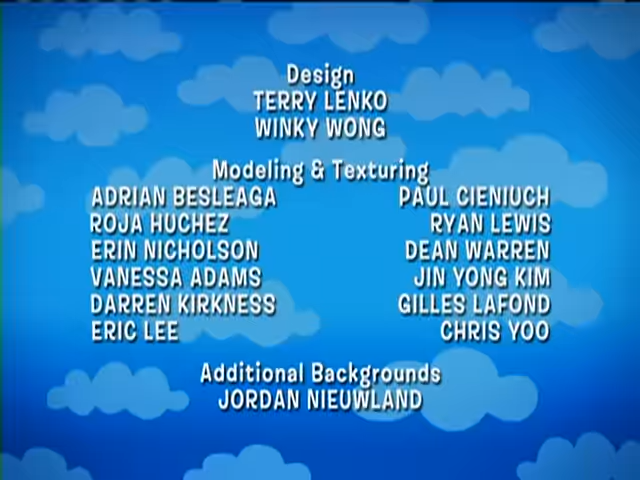 Design
TERRY LENKO
WINKY WONG
Modeling & Texturing
ADRIAN BESLEAGA PAUL CIENIUCH
ROJA HUCHEZ RYAN LEWIS
ERIN NICHOLSON DEAN WARREN
VANESSA ADAMS JIN YONG KIM
DARREN KIRKNESS GILLES LAFOND
ERIC LEE CHRIS YOO
Additional Backgrounds
JORDAN NIEUWLAND